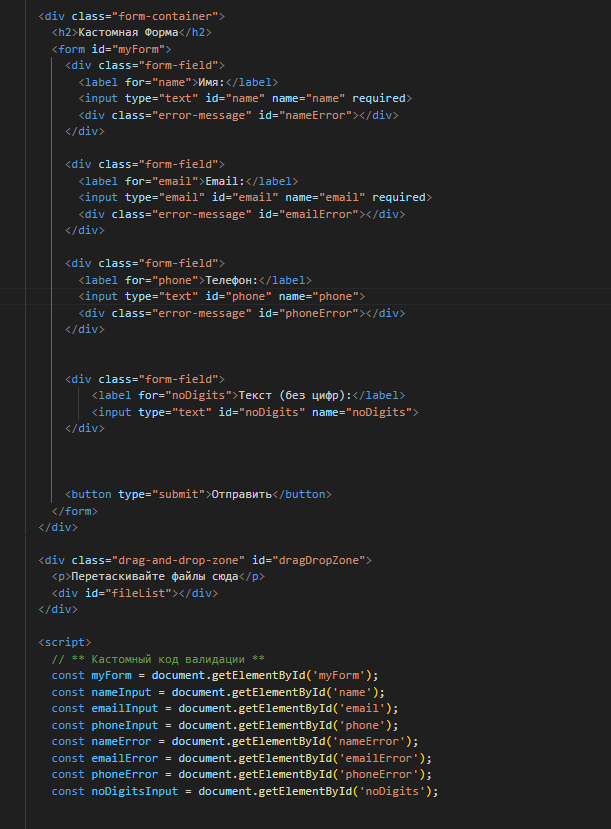 <div class="form-container">
<h2>Кастомная Форма</h2>
<form id="myForm">
<div class="form-field">
<label for="name">Имя:</label>
<input type="text" id="name" name="name" required>
<div class="error-message" id="nameError"></div>
</div>
<div class="form-field">
<label for="email">Email:</label>
<input type="email" id="email" name="email" required>
<div class="error-message" id="emailError"></div>
</div>
<div class="form-field">
<label for="phone">Телефон:</label>
<input type="text" id="phone" name="phone">
<div class="error-message" id="phoneError"></div>
</div>
<div class="form-field">
<label for="noDigits">Текст (без цифр):</label>
<input type="text" id="noDigits" name="noDigits">
</div>
<button type="submit">Отправить</button>
</form>
</div>
<div class="drag-and-drop-zone" id="dragDropZone">
<p>Перетаскивайте файлы сюда</p>
<div id="fileList"></div>
</div>
<script>
// ** Кастомный код валидации **
const myForm = document.getElementById('myForm');
const nameInput = document.getElementById('name');
const emailInput = document.getElementById('email');
const phoneInput = document.getElementById('phone');
const nameError = document.getElementById('nameError');
const emailError = document.getElementById('emailError');
const phoneError = document.getElementById('phoneError');
const noDigitsInput = document.getElementById('noDigits');